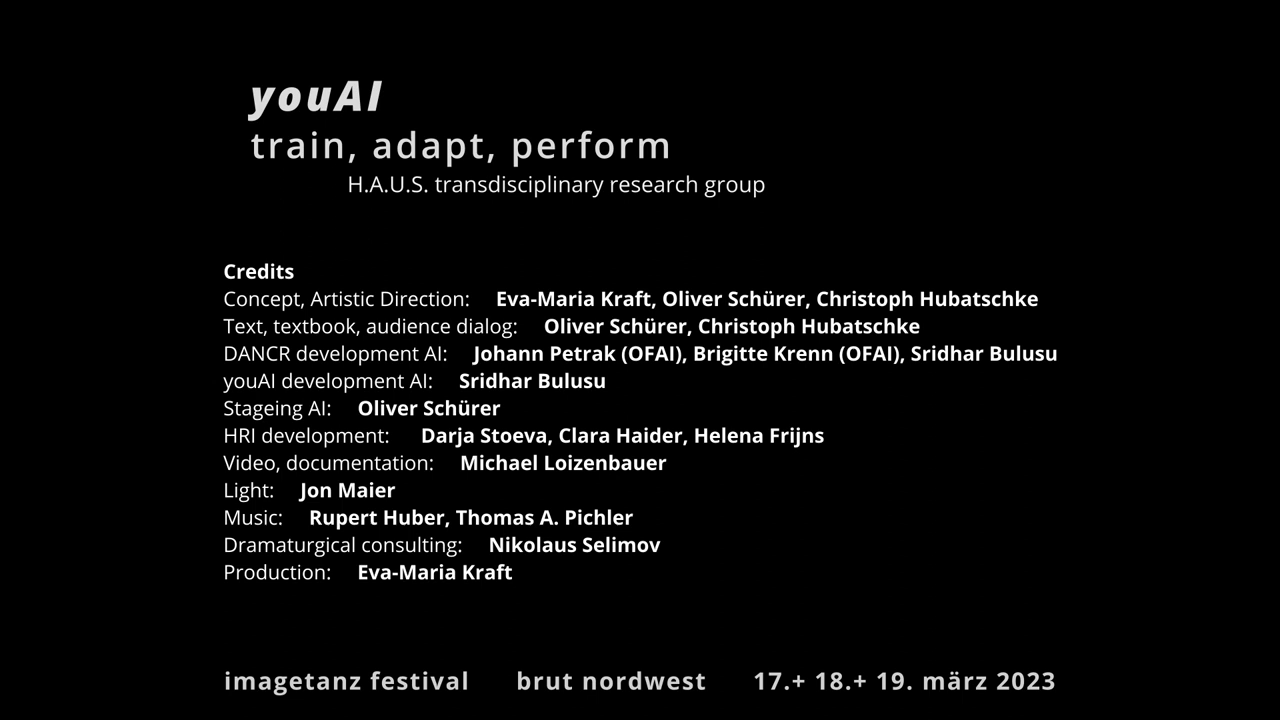 youAI
train, adapt, perform
H.A.U.S. transdisciplinary research group
Credits
Concept, Artistic Direction: Eva-Maria Kraft, Oliver Schürer, Christoph Hubatschke
Text, textbook, audience dialog: Oliver Schürer, Christoph Hubatschke
DANCR development AI: Johann Petrak (OFAI), Brigitte Krenn (OFAI), Sridhar Bulusu
youAI development AI: Sridhar Bulusu
Stageing AI: Oliver Schürer
HRI development: Darja Stoeva, Clara Haider, Helena Frijns
Video, documentation: Michael Loizenbauer
Light: Jon Maier
Music: Rupert Huber, Thomas A. Pichler
Dramaturgical consulting: Nikolaus Selimov
Production: Eva-Maria Kraft
imagetanz festival brut nordwest 17.+ 18.+ 19. märz 2023